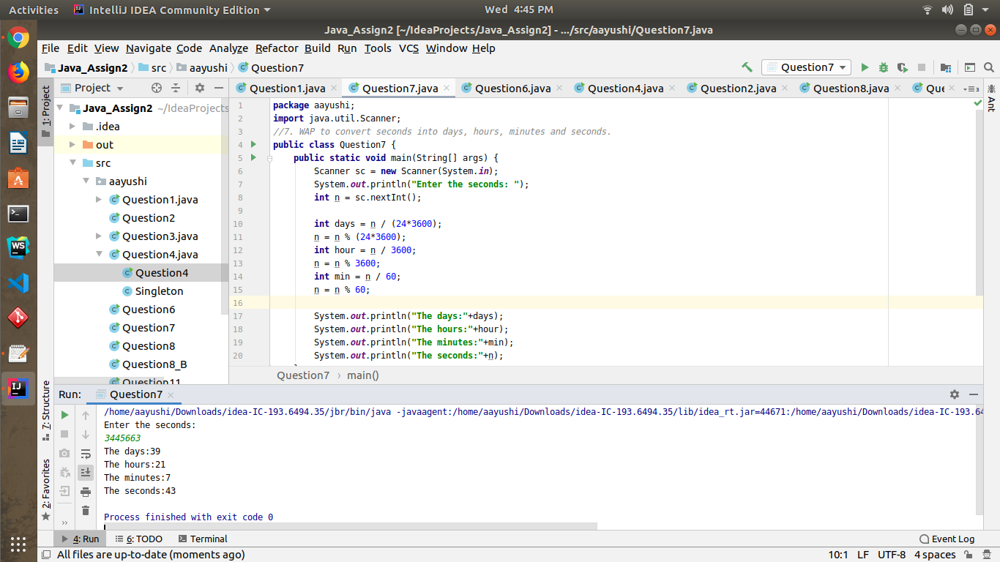 Activities IntelliJ IDEA Community Edition Wed 4:45 PM
Java_Assign2 [~/IdeaProjects/Java_Assign2] - .../src/aayushi/Question7.java
File Edit View Navigate Code Analyze Refactor Build Run Tools VCS Window Help
Java_Assign2 src aayushi Question7 Question7
1: Project
Project
Question1.java Question7.java Question6.java Question4.java Question2.java Question8.java Que
Ant
Java_Assign2 ~/IdeaProjects
.idea
out
src
aayushi
Question1.java
Question2
Question3.java
Question4.java
Question4
Singleton
Question6
Question7
Question8
Question8_B
Question11
1 package aayushi;
2 import java.util.Scanner;
3 //7. WAP to convert seconds into days, hours, minutes and seconds.
4 public class Question7 {
5 public static void main(String[] args) {
6 Scanner sc = new Scanner(System.in);
7 System.out.println("Enter the seconds: ");
8 int n = sc.nextInt();
9
10 int days = n / (24*3600);
11 n = n % (24*3600);
12 int hour = n / 3600;
13 n = n % 3600;
14 int min = n / 60;
15 n = n % 60;
16
17 System.out.println("The days:"+days);
18 System.out.println("The hours:"+hour);
19 System.out.println("The minutes:"+min);
20 System.out.println("The seconds:"+n);
Question7 › main()
7: Structure
2: Favorites
Run: Question7
/home/aayushi/Downloads/idea-IC-193.6494.35/jbr/bin/java -javaagent:/home/aayushi/Downloads/idea-IC-193.6494.35/lib/idea_rt.jar=44671:/home/aayushi/Downloads/idea-IC-193.64
Enter the seconds:
3445663
The days:39
The hours:21
The minutes:7
The seconds:43
Process finished with exit code 0
4: Run 6: TODO Terminal Event Log
All files are up-to-date (moments ago) 10:1 LF UTF-8 4 spaces